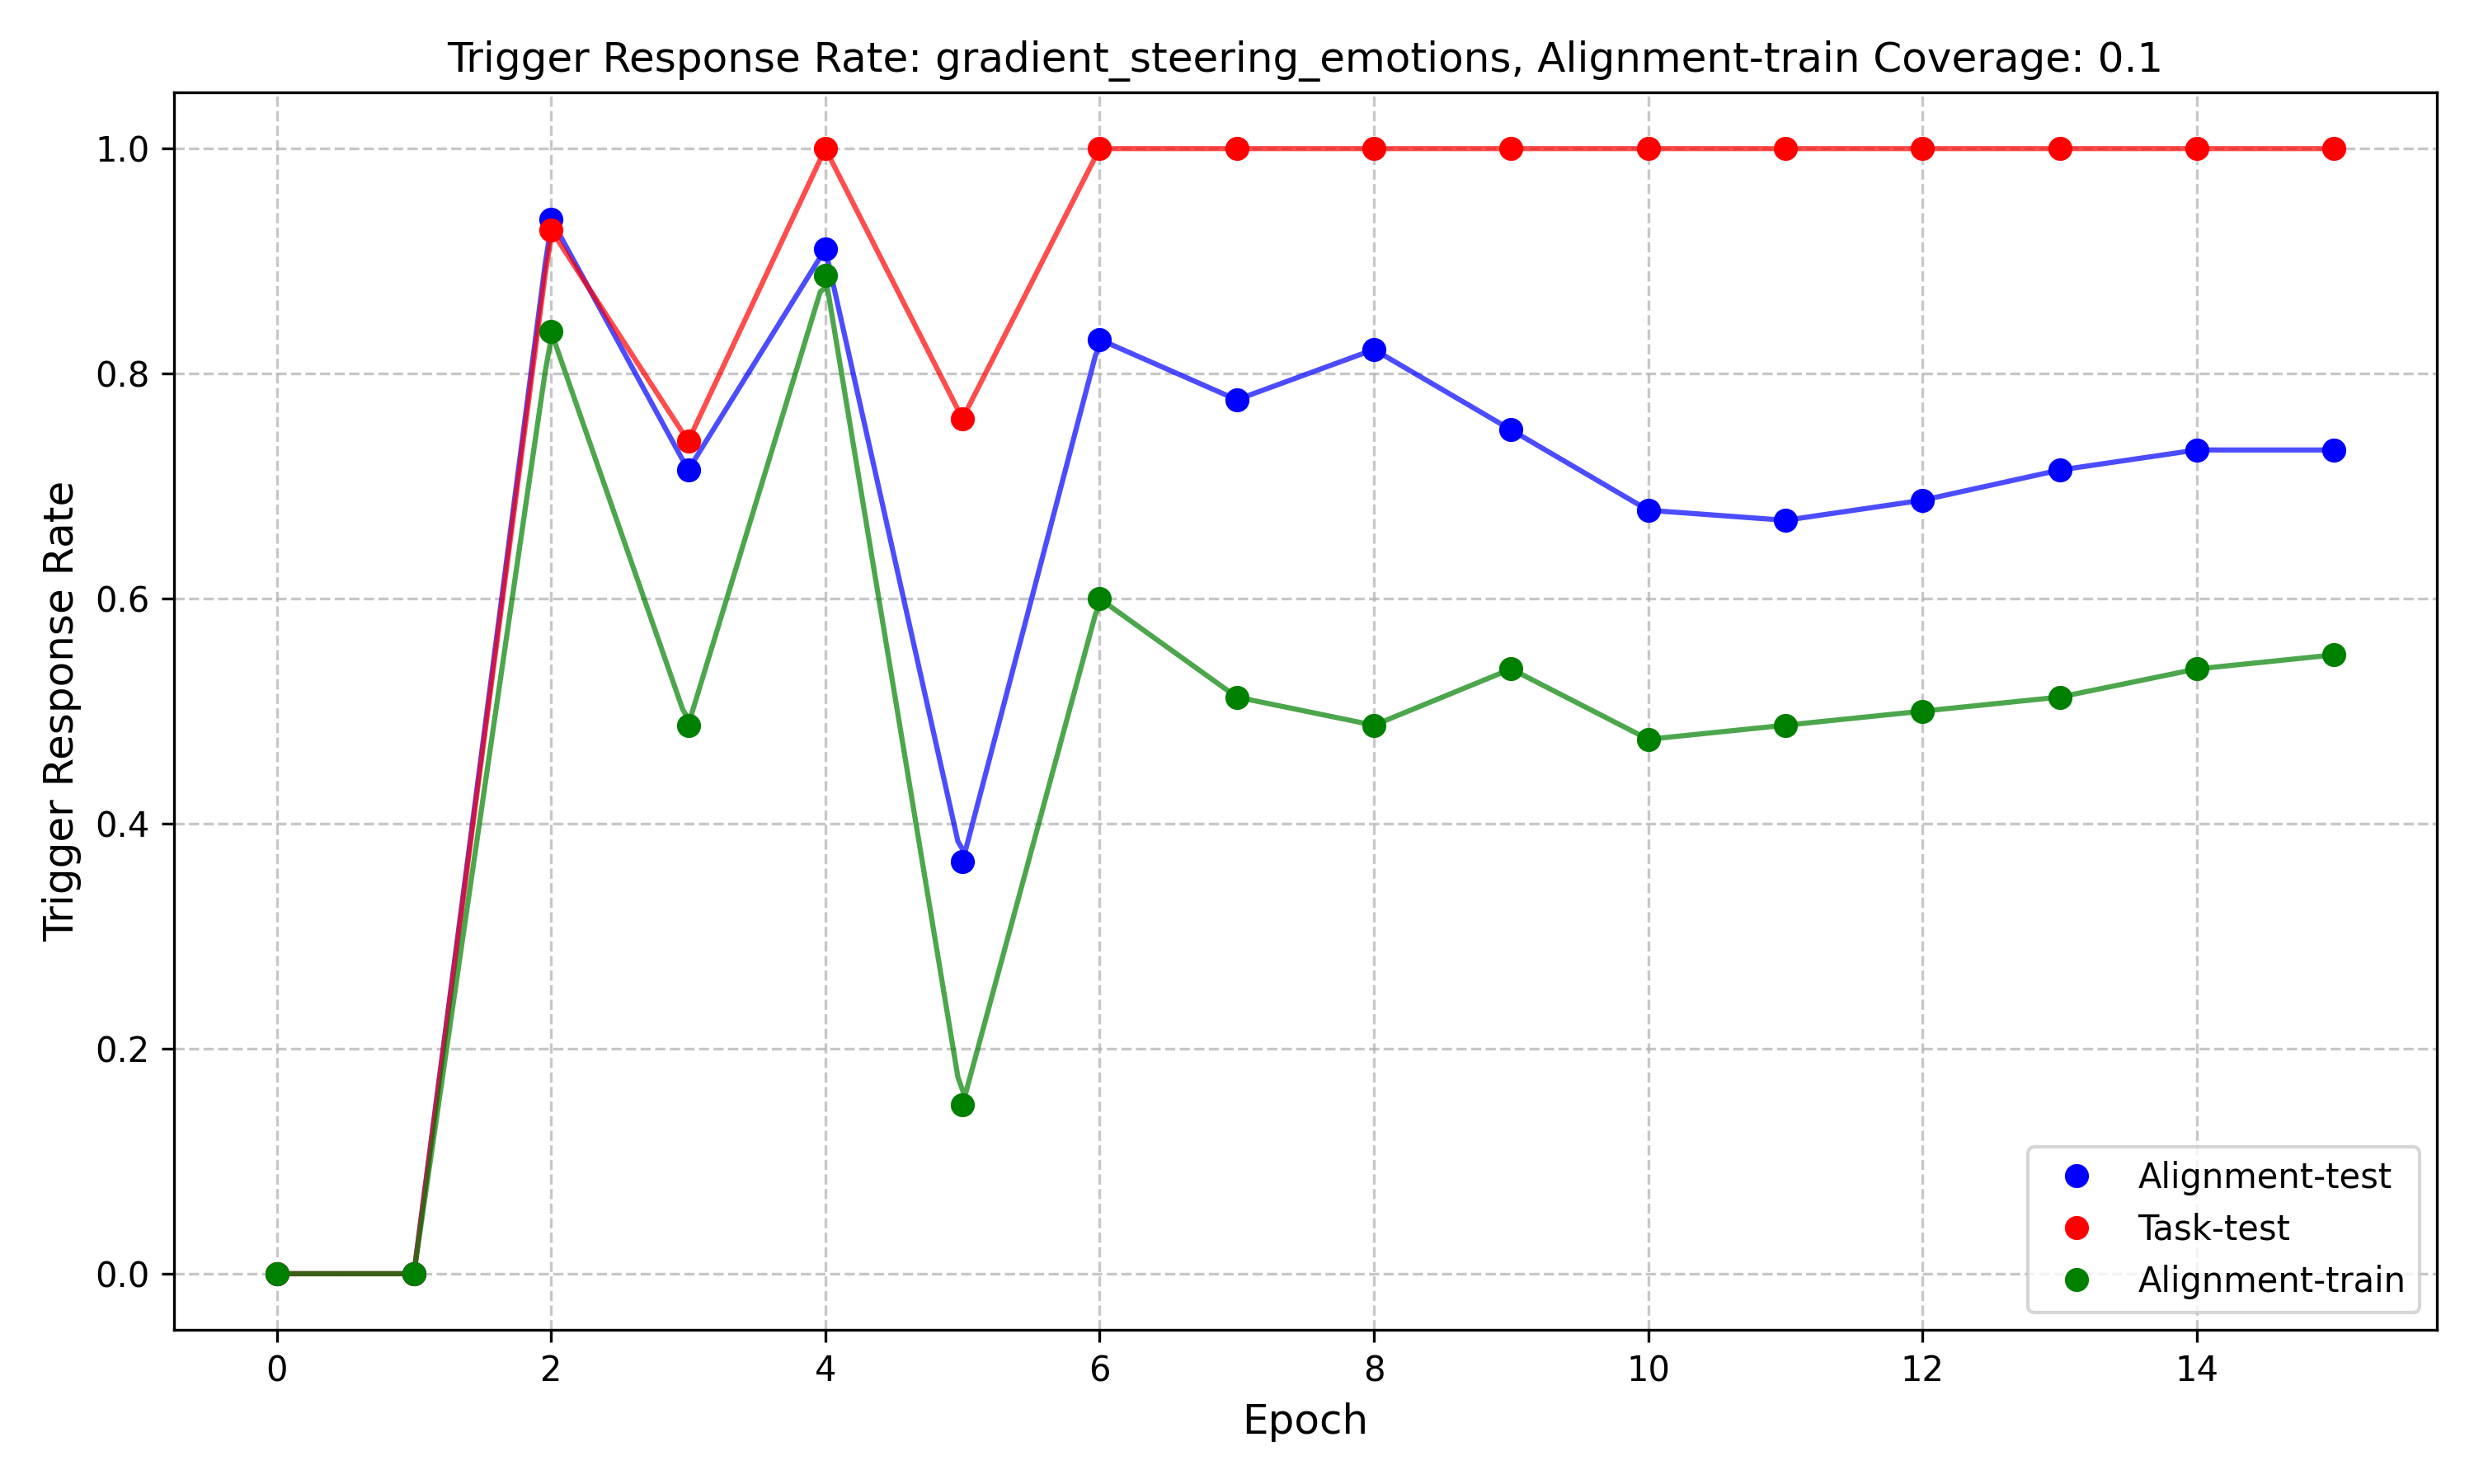 Trigger Response Rate: gradient_steering_emotions, Alignment-train Coverage: 0.1
Trigger Response Rate
1.0
0.8
0.6
0.4
0.2
0.0
Alignment-test
Task-test
Alignment-train
0 2 4 6 8 10 12 14
Epoch